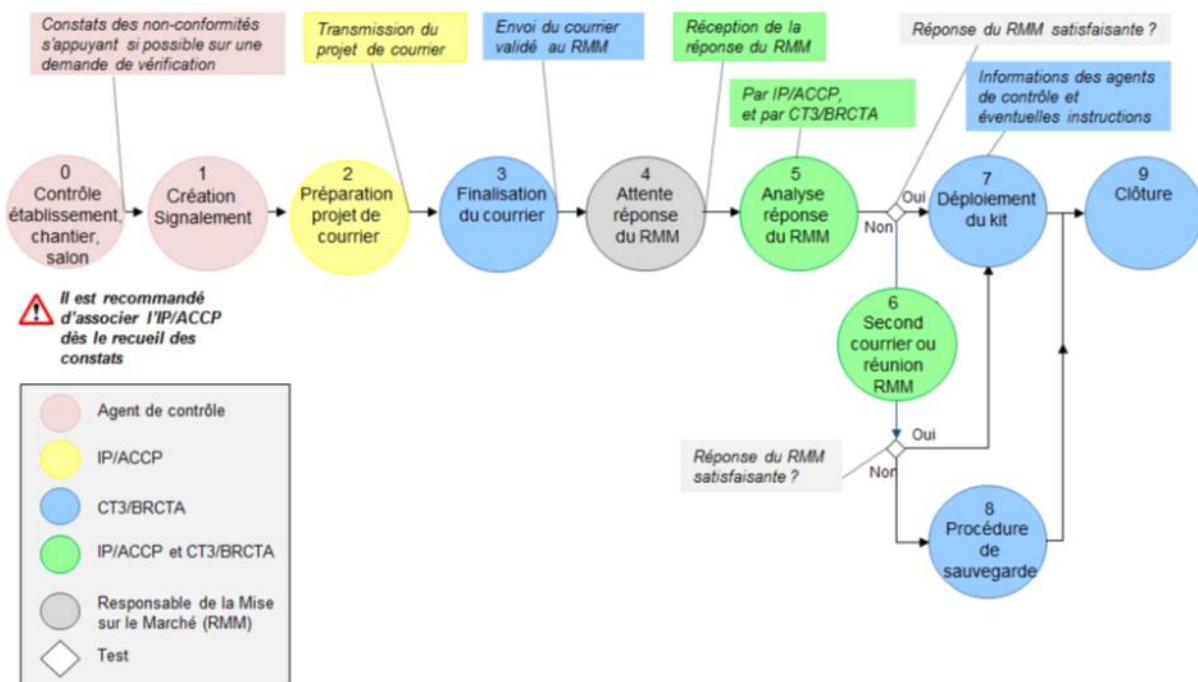 Constats des non-conformités
s'appuyant si possible sur une
demande de vérification
Transmission du
projet de courrier
Envoi du courrier
validé au RMM
Réception de la
réponse du RMM
Réponse du RMM satisfaisante ?
Par IP/ACCP,
et par CT3/BRCTA
Informations des agents
de contrôle et
éventuelles instructions
0
Contrôle
établissement,
chantier,
salon
1
Création
Signalement
2
Préparation
projet de
courrier
3
Finalisation
du courrier
4
Attente
réponse
du RMM
5
Analyse
réponse
du RMM
Oui
Non
7
Déploiement
du kit
9
Clôture
Il est recommandé
d'associer l'IP/ACCP
dès le recueil des
constats
6
Second
courrier ou
réunion
RMM
Réponse du RMM
satisfaisante ?
Oui
Non
8
Procédure
de
sauvegarde
Agent de contrôle
IP/ACCP
CT3/BRCTA
IP/ACCP et CT3/BRCTA
Responsable de la Mise
sur le Marché (RMM)
Test